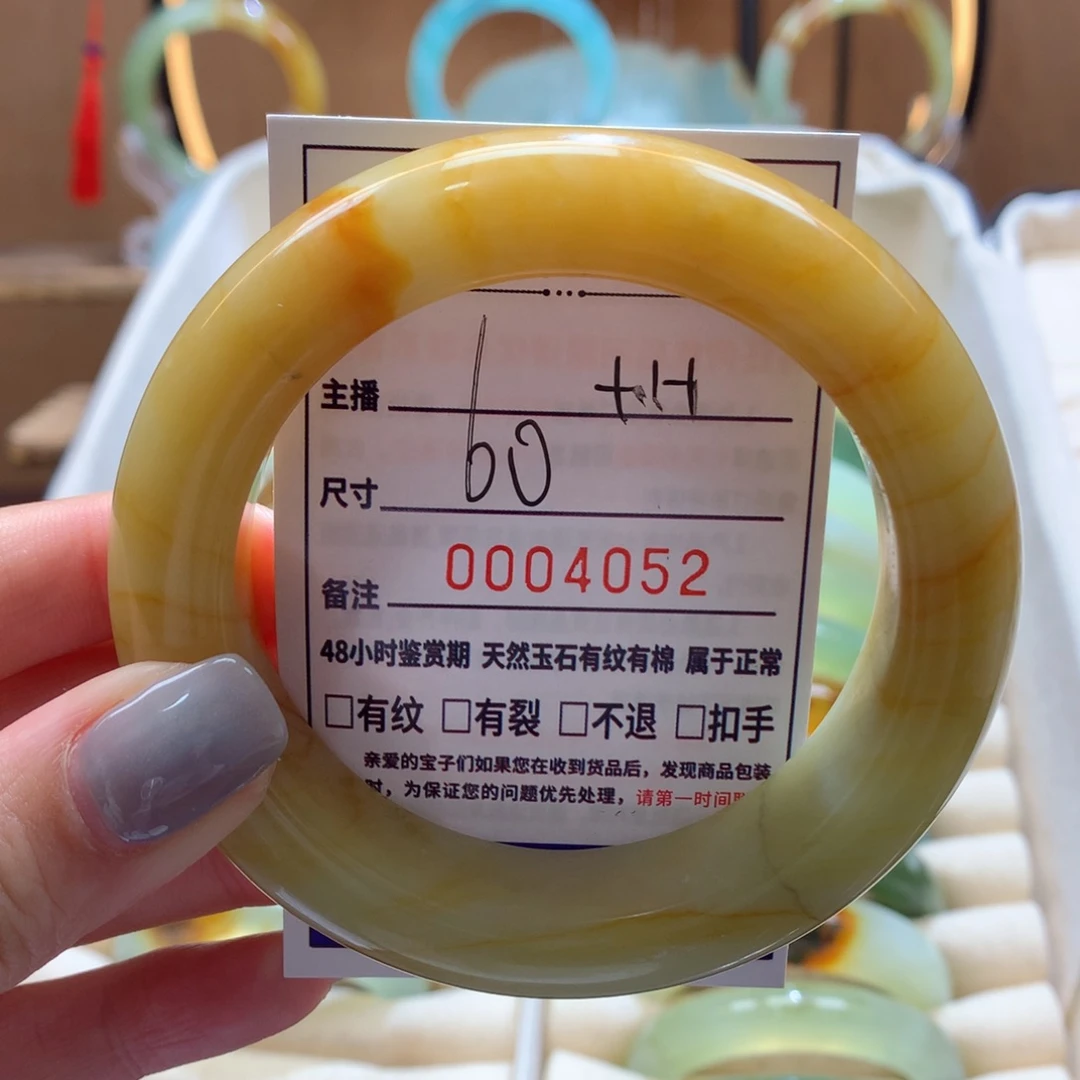 主播
尺寸 60
备注 0004052
48小时鉴赏期 天然玉石有纹有棉 属于正常
□有纹 □有裂 □不退 □扣手
亲爱的宝子们如果您在收到货品后，发现商品包装
时，为保证您的问题优先处理，请第一时间